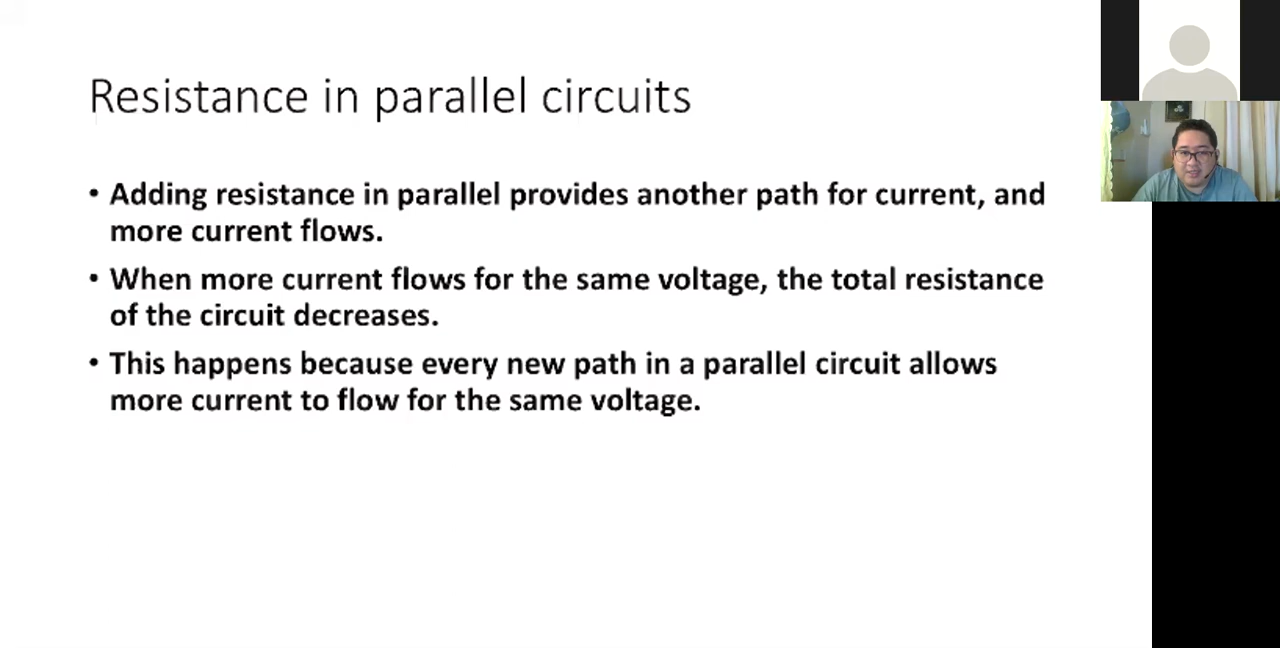 Resistance in parallel circuits
• Adding resistance in parallel provides another path for current, and
more current flows.
• When more current flows for the same voltage, the total resistance
of the circuit decreases.
• This happens because every new path in a parallel circuit allows
more current to flow for the same voltage.